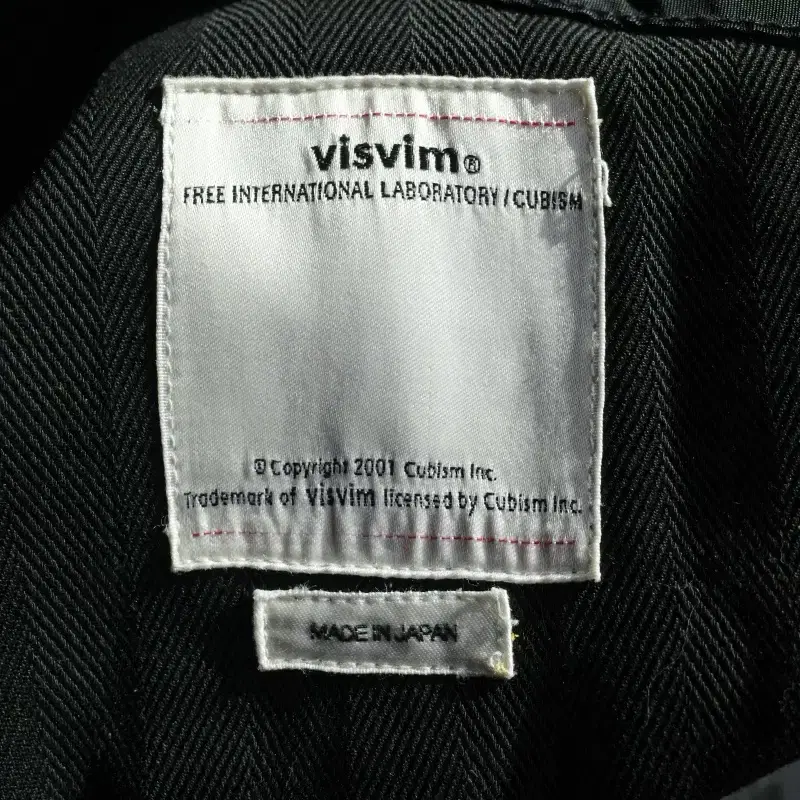 visvim®
FREE INTERNATIONAL LABORATORY / CUBISM
© Copyright 2001 Cubism Inc.
Trademark of visvim licensed by Cubism Inc.
MADE IN JAPAN